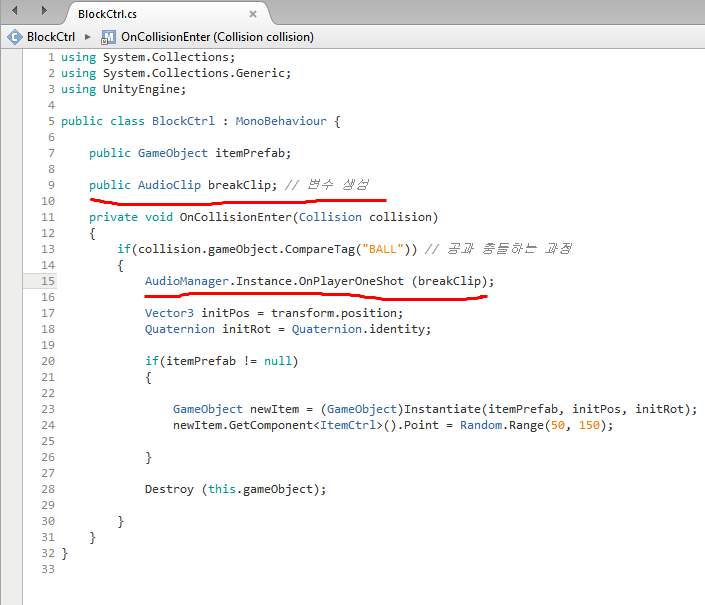 BlockCtrl.cs ×
BlockCtrl ▸ OnCollisionEnter (Collision collision)
1 using System.Collections;
2 using System.Collections.Generic;
3 using UnityEngine;
4
5 public class BlockCtrl : MonoBehaviour {
6
7 public GameObject itemPrefab;
8
9 public AudioClip breakClip; // 변수 생성
10
11 private void OnCollisionEnter(Collision collision)
12 {
13 if(collision.gameObject.CompareTag("BALL")) // 공과 충돌하는 과정
14 {
15 AudioManager.Instance.OnPlayerOneShot (breakClip);
16
17 Vector3 initPos = transform.position;
18 Quaternion initRot = Quaternion.identity;
19
20 if(itemPrefab != null)
21 {
22
23 GameObject newItem = (GameObject)Instantiate(itemPrefab, initPos, initRot);
24 newItem.GetComponent<ItemCtrl>().Point = Random.Range(50, 150);
25
26 }
27
28 Destroy (this.gameObject);
29
30 }
31 }
32 }
33